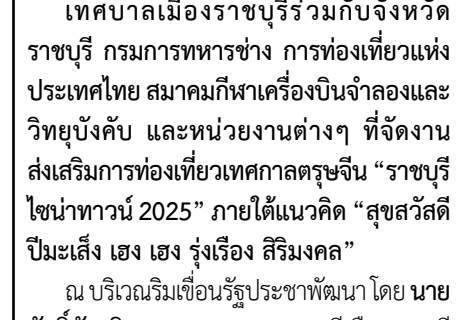 เทศบาลเมืองราชบุรีร่วมกับจังหวัด
ราชบุรี กรมการทหารช่าง การท่องเที่ยวแห่ง
ประเทศไทย สมาคมกีฬาเครื่องบินจำลองและ
วิทยุบังคับ และหน่วยงานต่างๆ ที่จัดงาน
ส่งเสริมการท่องเที่ยวเทศกาลตรุษจีน “ราชบุรี
ไชน่าทาวน์ 2025” ภายใต้แนวคิด “สุขสวัสดี
ปีมะเส็ง เฮง เฮง รุ่งเรือง สิริมงคล”
ณ บริเวณริมเขื่อนรัฐประชาพัฒนา โดย นาย